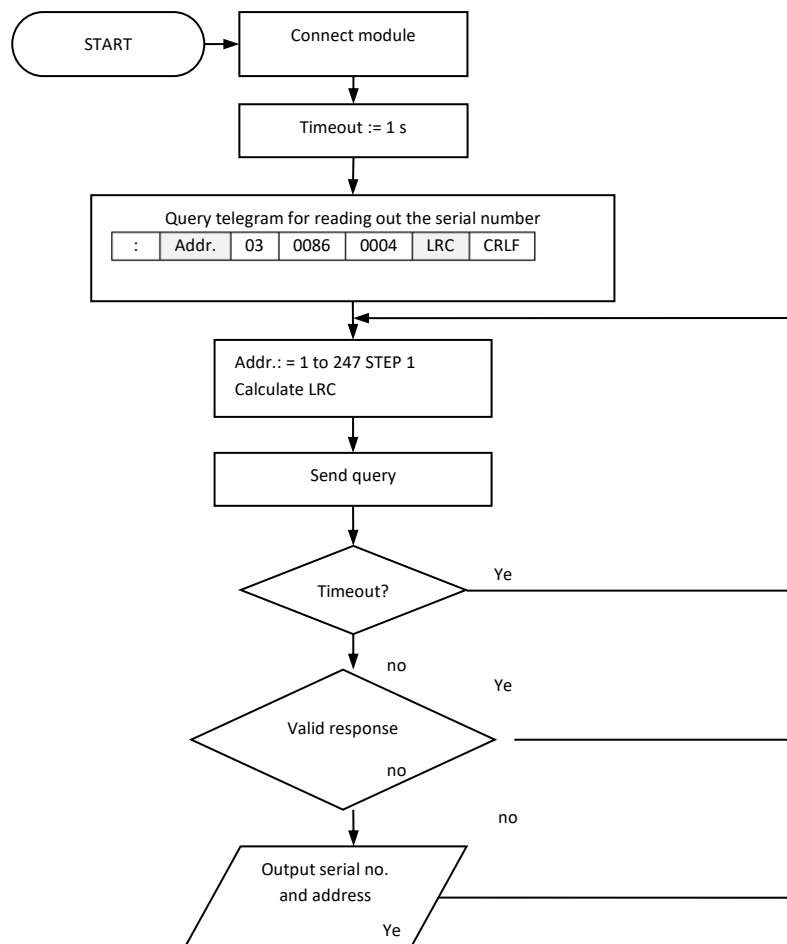 START
Connect module
Timeout := 1 s
Query telegram for reading out the serial number
: Addr. 03 0086 0004 LRC CRLF
Addr.: = 1 to 247 STEP 1
Calculate LRC
Send query
Timeout?
Ye
no
Ye
Valid response
no
no
Output serial no.
and address
Ye